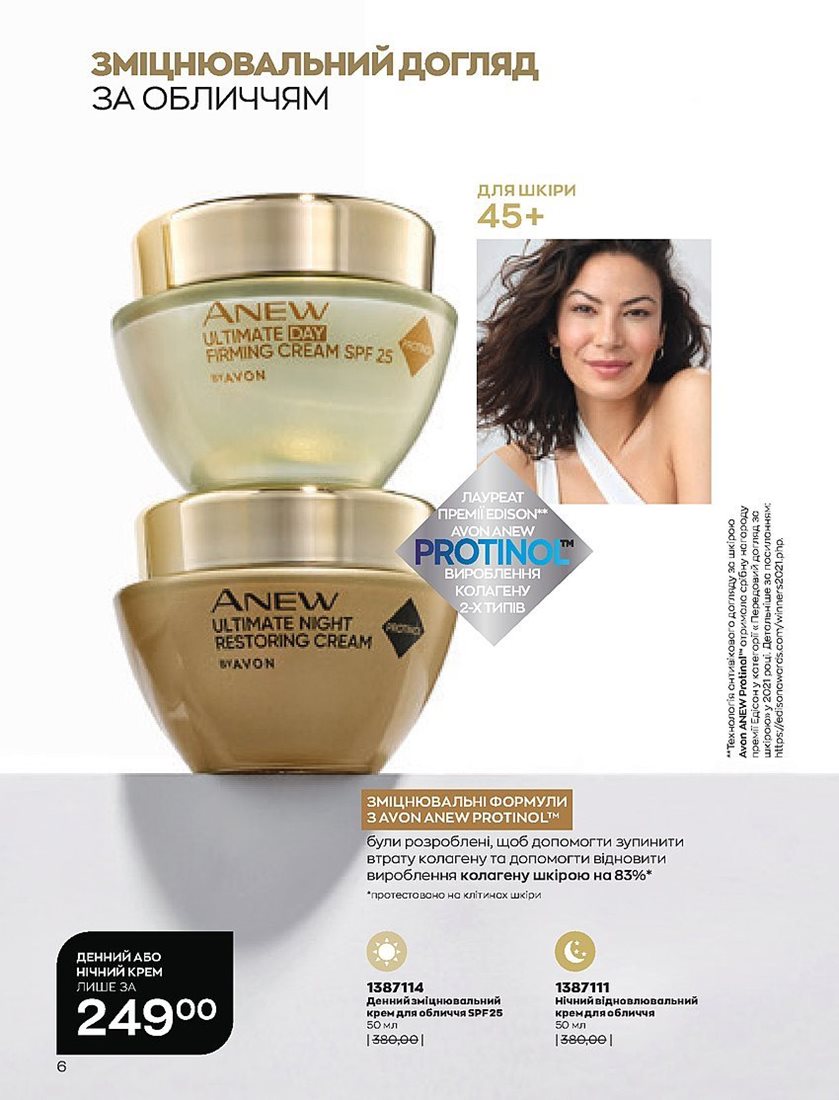 ЗМІЦНЮВАЛЬНИЙ ДОГЛЯД
ЗА ОБЛИЧЧЯМ
ДЛЯ ШКІРИ
45+
ANEW
ULTIMATE DAY
FIRMING CREAM SPF 25
BY AVON
PROTINOL
ANEW
ULTIMATE NIGHT
RESTORING CREAM
BY AVON
PROTINOL
ЛАУРЕАТ
ПРЕМІЇ EDISON**
AVON ANEW
PROTINOL™
ВИРОБЛЕННЯ
КОЛАГЕНУ
2-Х ТИПІВ
**Технологія антивікового догляду за шкірою
Avon ANEW Protinol™ отримала срібну нагороду
премії Едісон у категорії «Передовий догляд за
шкірою» у 2021 році. Детальніше за посиланням:
https://edisonawards.com/winners2021.php.
ЗМІЦНЮВАЛЬНІ ФОРМУЛИ
З AVON ANEW PROTINOL™
були розроблені, щоб допомогти зупинити
втрату колагену та допомогти відновити
вироблення колагену шкірою на 83%*
*протестовано на клітинах шкіри
ДЕННИЙ АБО
НІЧНИЙ КРЕМ
ЛИШЕ ЗА
249⁰⁰
1387114
Денний зміцнювальний
крем для обличчя SPF25
50 мл
| 380,00 |
1387111
Нічний відновлювальний
крем для обличчя
50 мл
| 380,00 |
6